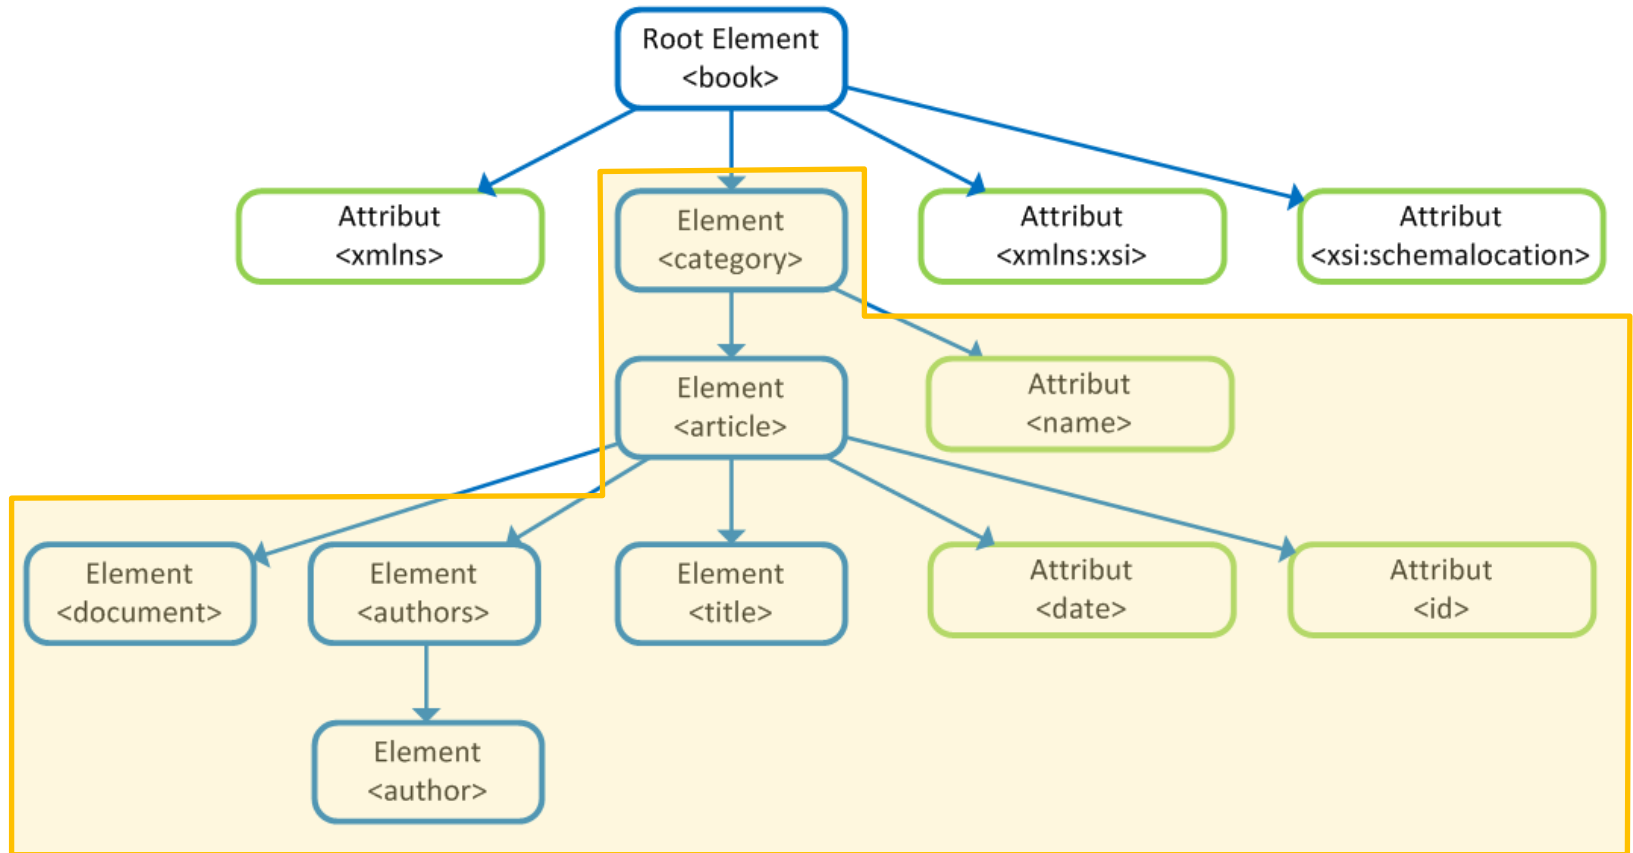 Root Element
<book>
Attribut
<xmlns>
Element
<category>
Attribut
<xmlns:xsi>
Attribut
<xsi:schemalocation>
Element
<article>
Attribut
<name>
Element
<document>
Element
<authors>
Element
<title>
Attribut
<date>
Attribut
<id>
Element
<author>